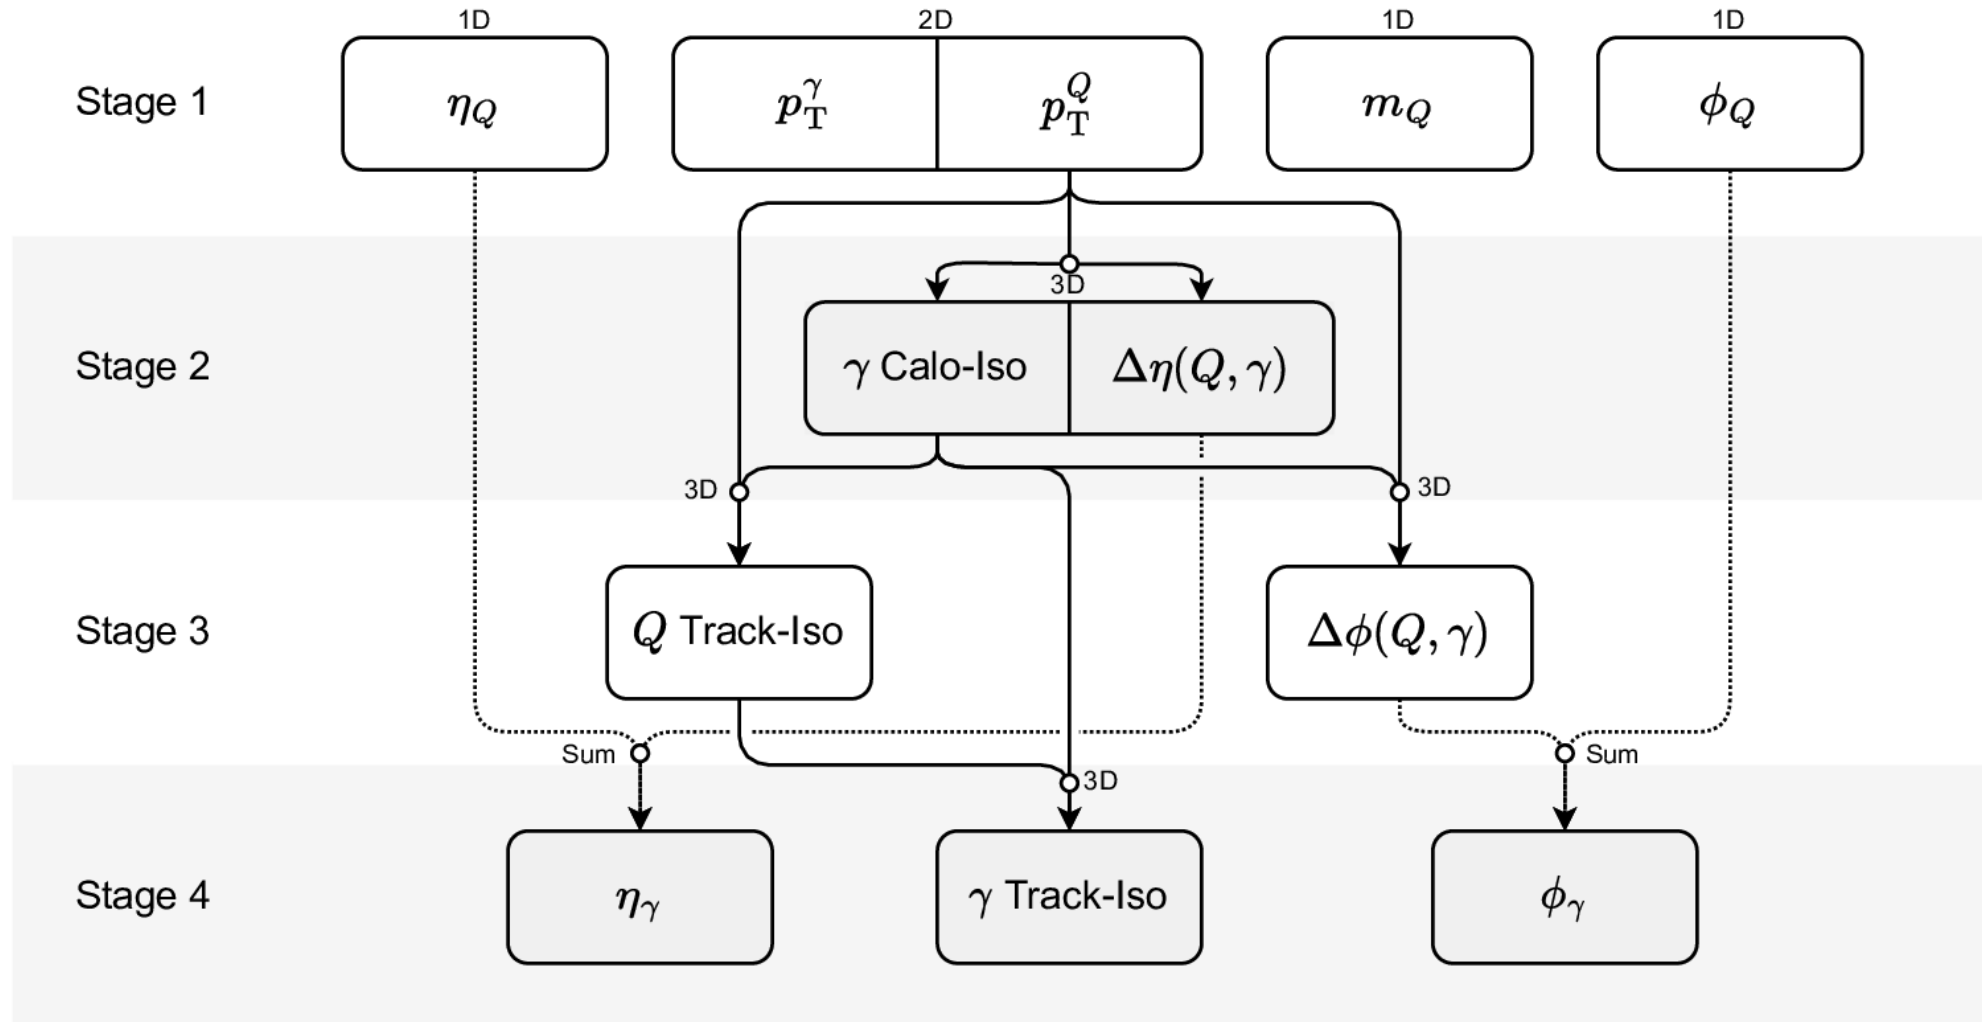 1D 2D 1D 1D
Stage 1 η_Q p_T^γ p_T^Q m_Q ϕ_Q
3D
Stage 2 γ Calo-Iso Δη(Q, γ)
3D 3D
Stage 3 Q Track-Iso Δϕ(Q, γ)
Sum Sum
3D
Stage 4 η_γ γ Track-Iso ϕ_γ